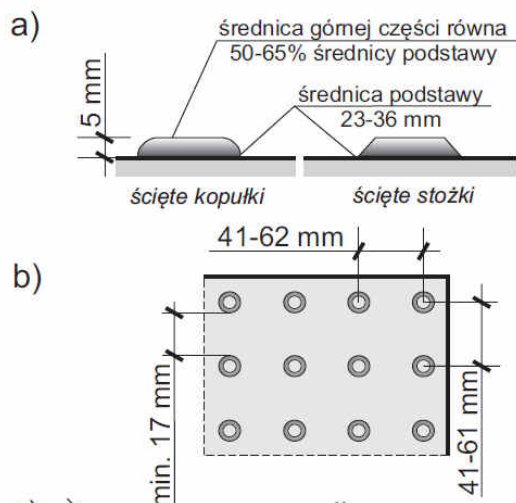 a)
średnica górnej części równa
50-65% średnicy podstawy
5 mm
średnica podstawy
23-36 mm
ścięte kopułki
ścięte stożki
41-62 mm
b)
min. 17 mm
41-61 mm